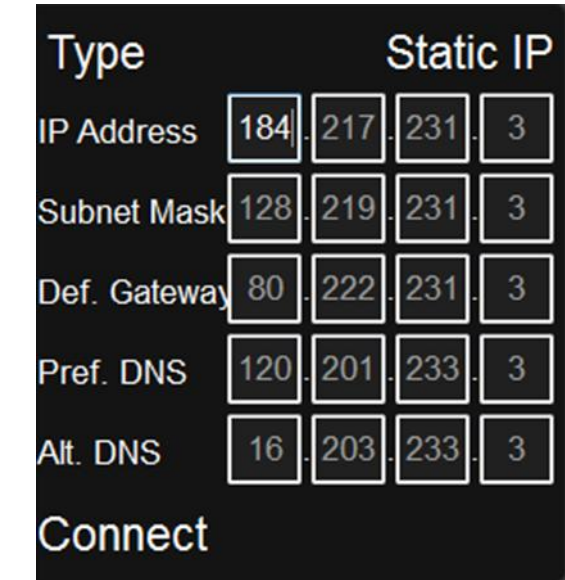 Type Static IP
IP Address 184.217.231.3
Subnet Mask 128.219.231.3
Def. Gateway 80.222.231.3
Pref. DNS 120.201.233.3
Alt. DNS 16.203.233.3
Connect